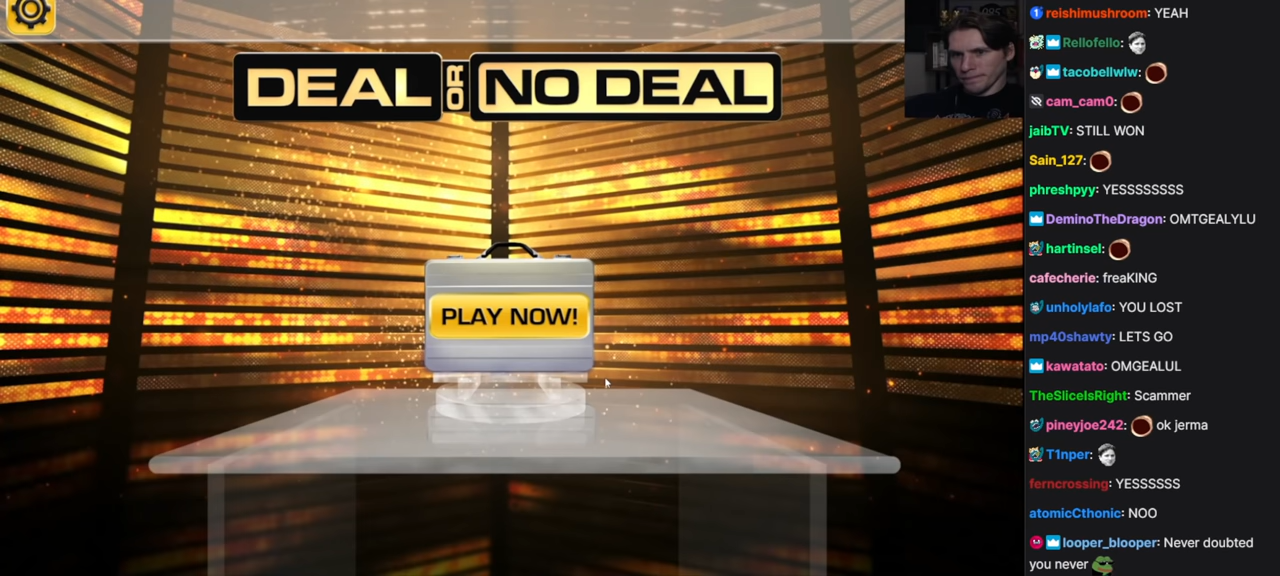 DEAL OR NO DEAL
PLAY NOW!
reishimushroom: YEAH
Rellofello:
tacobellwlw:
cam_cam0:
jaibTV: STILL WON
Sain_127:
phreshpyy: YESSSSSSSS
DeminoTheDragon: OMTGEALYLU
hartinsel:
cafecherie: freaKING
unholylafo: YOU LOST
mp40shawty: LETS GO
kawatato: OMGEALUL
TheSliceIsRight: Scammer
pineyjoe242: ok jerma
T1nper:
ferncrossing: YESSSSSS
atomicCthonic: NOO
looper_blooper: Never doubted
you never